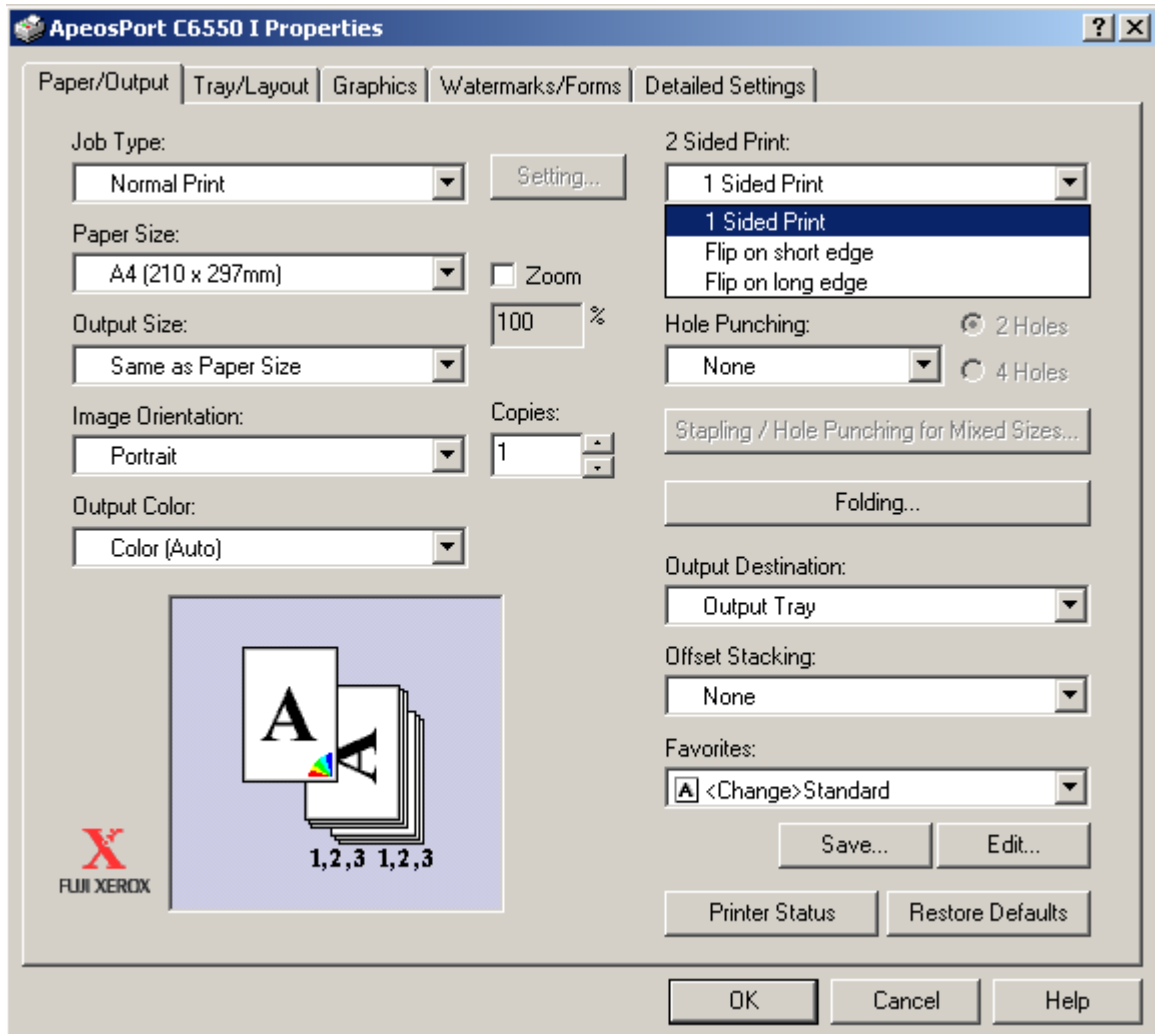 ApeosPort C6550 I Properties
Paper/Output
Tray/Layout
Graphics
Watermarks/Forms
Detailed Settings
Job Type:
Normal Print
Setting...
Paper Size:
A4 (210 x 297mm)
Zoom
100 %
Output Size:
Same as Paper Size
Image Orientation:
Portrait
Copies:
1
Output Color:
Color (Auto)
A
A
1,2,3 1,2,3
X
FUJI XEROX
2 Sided Print:
1 Sided Print
1 Sided Print
Flip on short edge
Flip on long edge
Hole Punching:
None
2 Holes
4 Holes
Stapling / Hole Punching for Mixed Sizes...
Folding...
Output Destination:
Output Tray
Offset Stacking:
None
Favorites:
A <Change>Standard
Save...
Edit...
Printer Status
Restore Defaults
OK
Cancel
Help